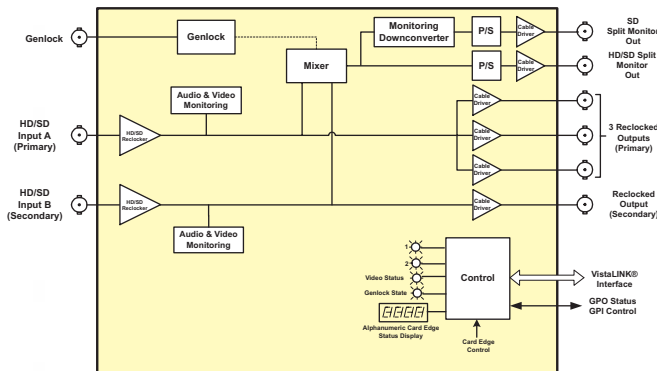 Genlock
Genlock
Monitoring
Downconverter
P/S
Cable
Driver
SD
Split Monitor
Out
Mixer
P/S
Cable
Driver
HD/SD Split
Monitor
Out
Audio & Video
Monitoring
Cable
Driver
HD/SD
Input A
(Primary)
HD/SD
Reclocker
Cable
Driver
3 Reclocked
Outputs
(Primary)
Cable
Driver
HD/SD
Input B
(Secondary)
HD/SD
Reclocker
Cable
Driver
Reclocked
Output
(Secondary)
Audio & Video
Monitoring
1
2
Video Status
Genlock State
Control
VistaLINK®
Interface
GPO Status
GPI Control
Alphanumeric Card Edge
Status Display
Card Edge
Control